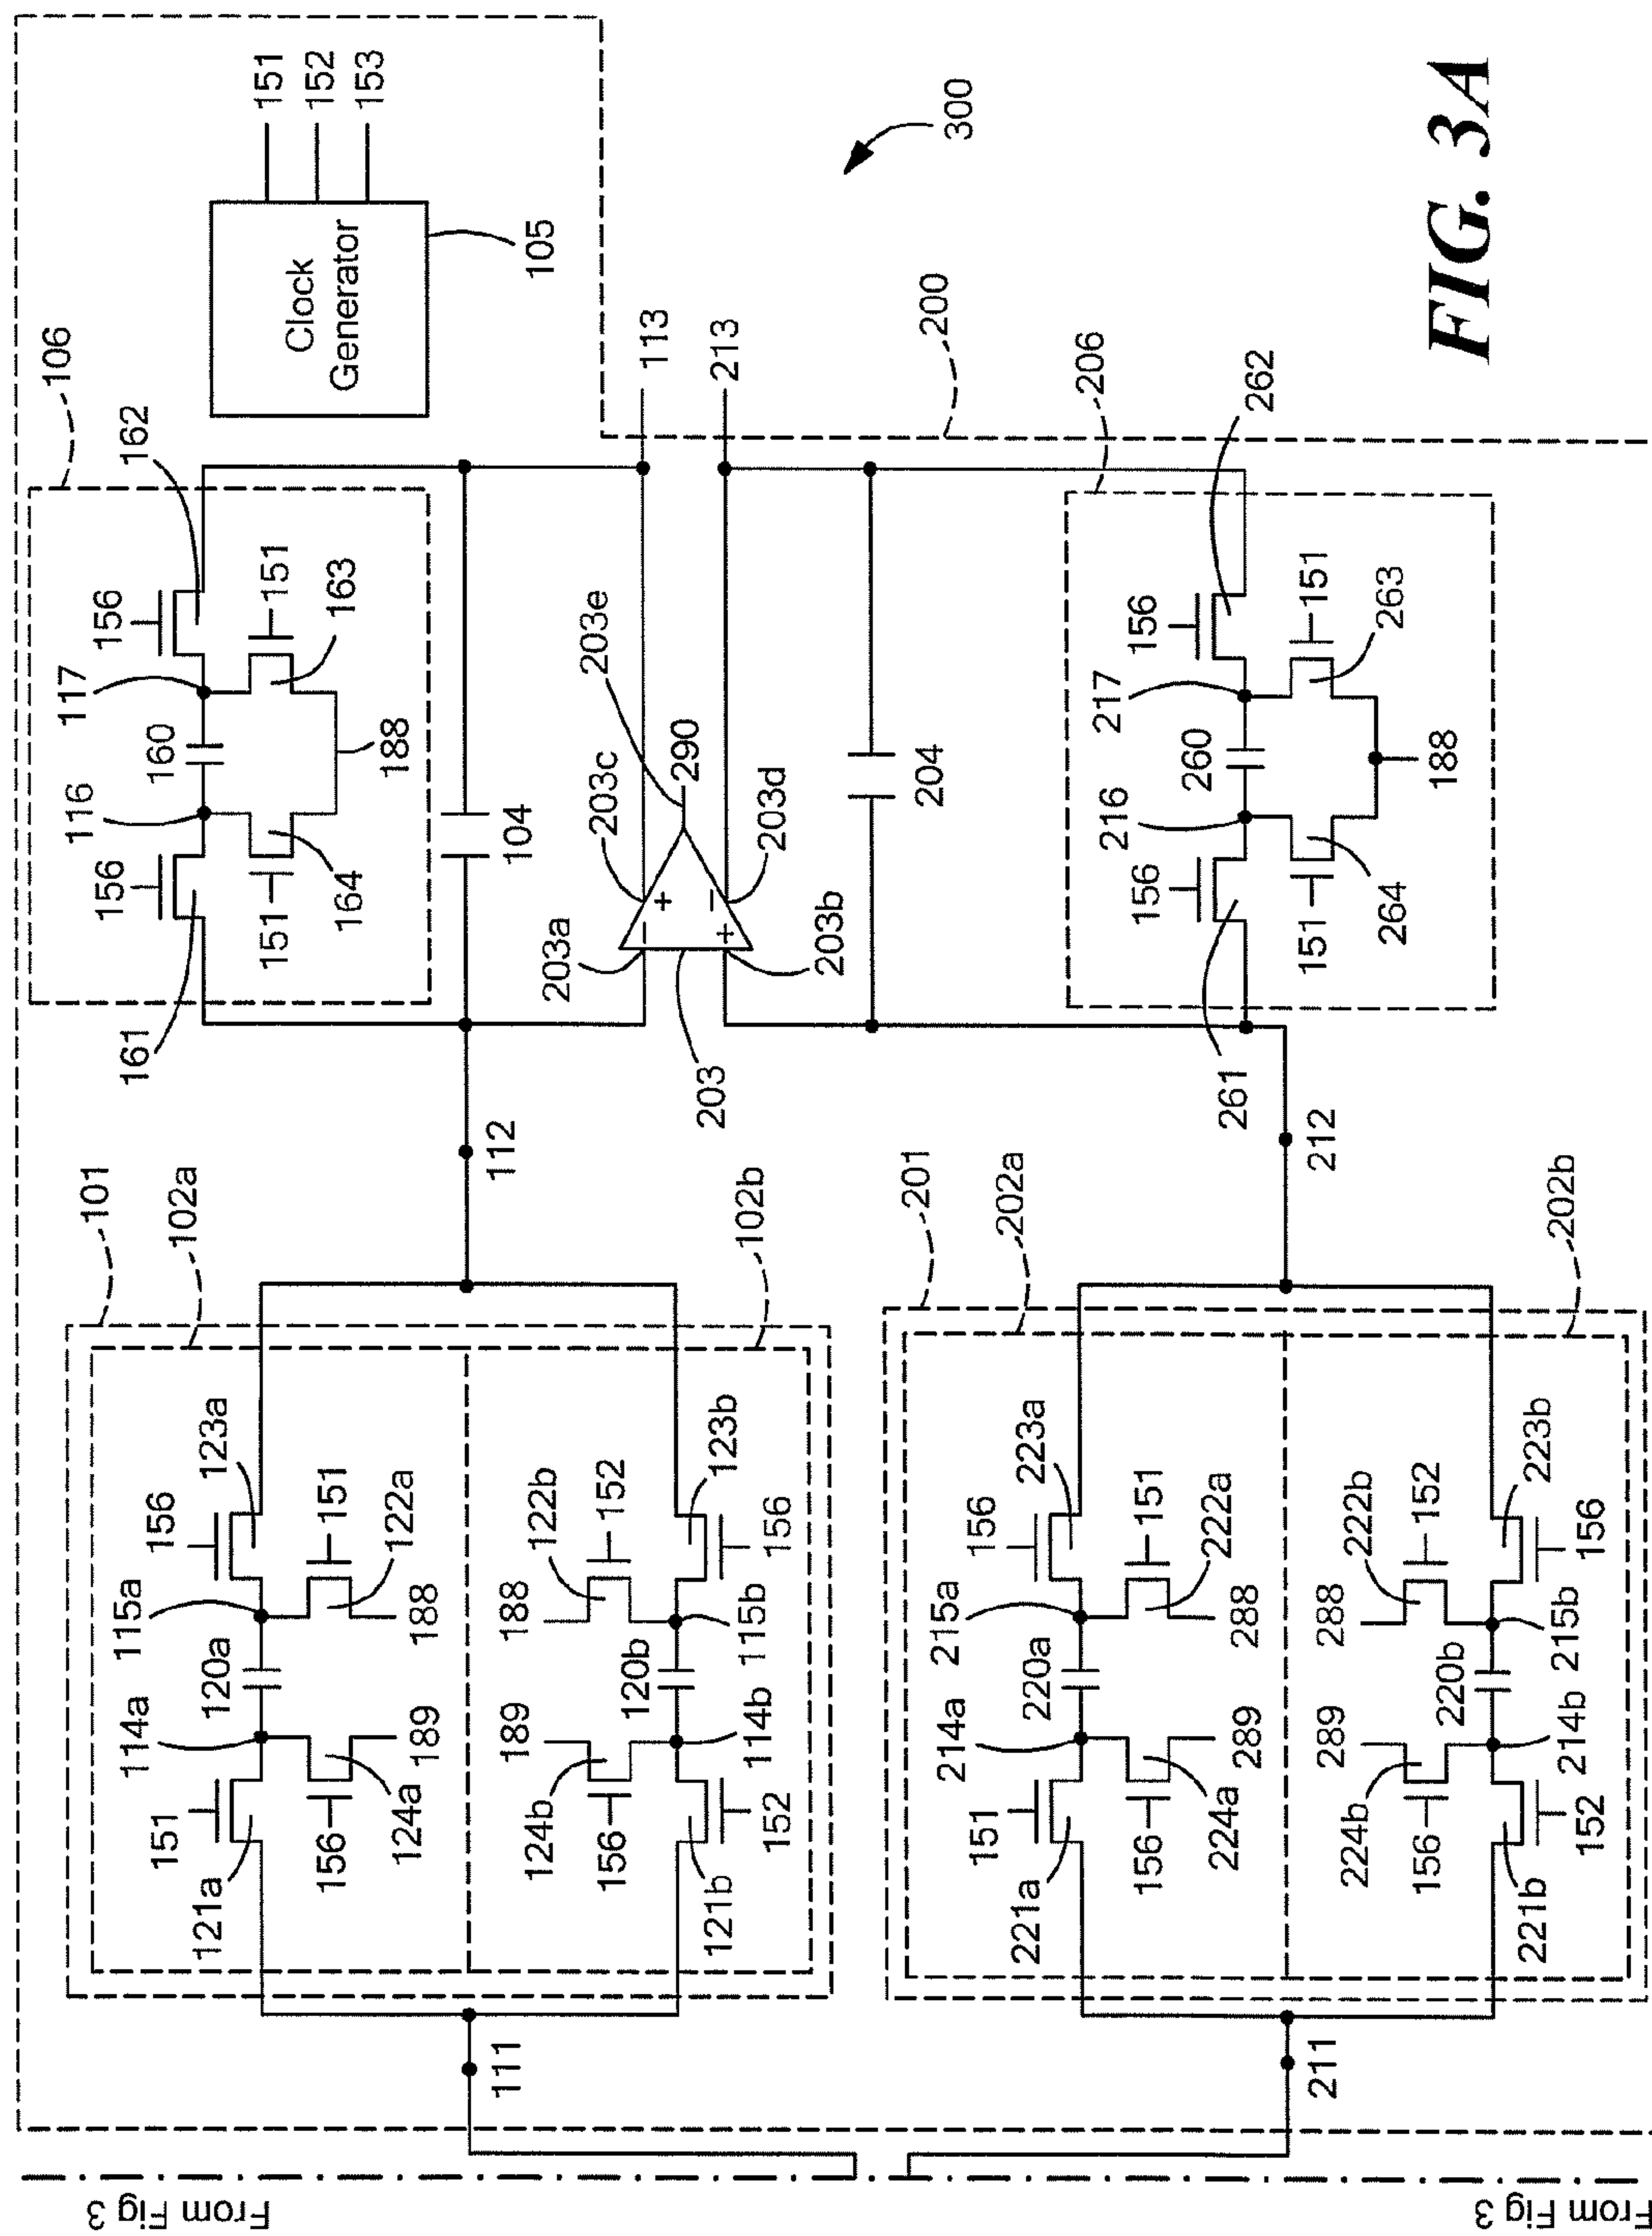 106
162
Clock
Generator
151
152
153
105
117
156
160
151
163
116
188
156
161
151
164
104
203e
203c
290
113
213
203a
203b
203d
203
+
−
−
+
204
300
200
206
262
156
217
260
151
263
216
188
156
261
151
264
112
212
101
102a
102b
156
123a
115a
151
122a
120a
188
114a
189
151
121a
156
124a
122b
152
123b
188
156
115b
120b
189
114b
124b
156
121b
152
111
201
202a
202b
156
223a
215a
151
222a
220a
288
214a
289
151
221a
156
224a
222b
152
223b
288
156
215b
220b
289
214b
224b
156
221b
152
211
From Fig 3
From Fig 3
FIG. 3A